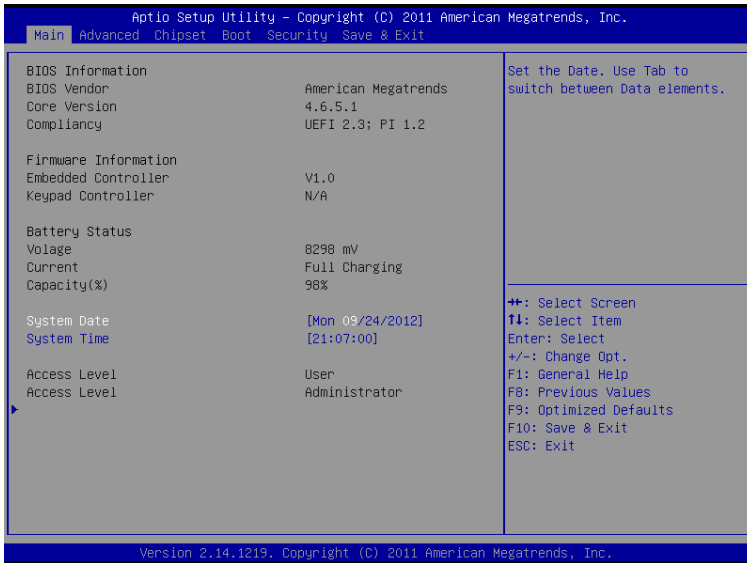 Aptio Setup Utility – Copyright (C) 2011 American Megatrends, Inc.
Main Advanced Chipset Boot Security Save & Exit
BIOS Information
BIOS Vendor American Megatrends
Core Version 4.6.5.1
Compliancy UEFI 2.3; PI 1.2
Firmware Information
Embedded Controller V1.0
Keypad Controller N/A
Battery Status
Volage 8298 mV
Current Full Charging
Capacity(%) 98%
System Date [Mon 09/24/2012]
System Time [21:07:00]
Access Level User
Access Level Administrator
Set the Date. Use Tab to
switch between Data elements.
→←: Select Screen
↑↓: Select Item
Enter: Select
+/-: Change Opt.
F1: General Help
F8: Previous Values
F9: Optimized Defaults
F10: Save & Exit
ESC: Exit
Version 2.14.1219. Copyright (C) 2011 American Megatrends, Inc.